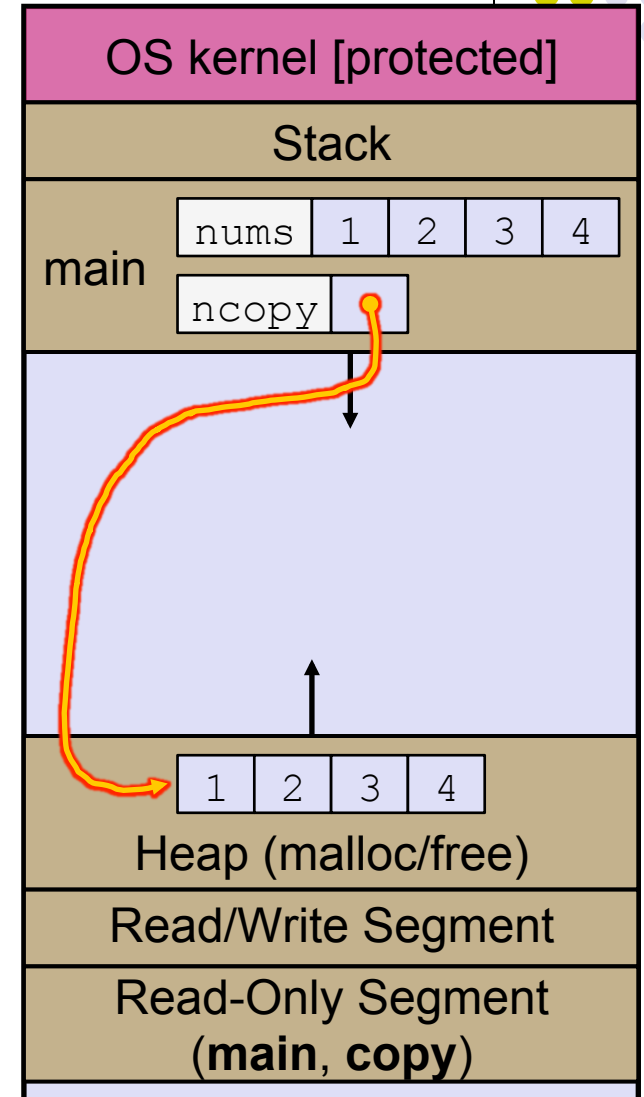 OS kernel [protected]
Stack
main
nums 1 2 3 4
ncopy
1 2 3 4
Heap (malloc/free)
Read/Write Segment
Read-Only Segment
(main, copy)